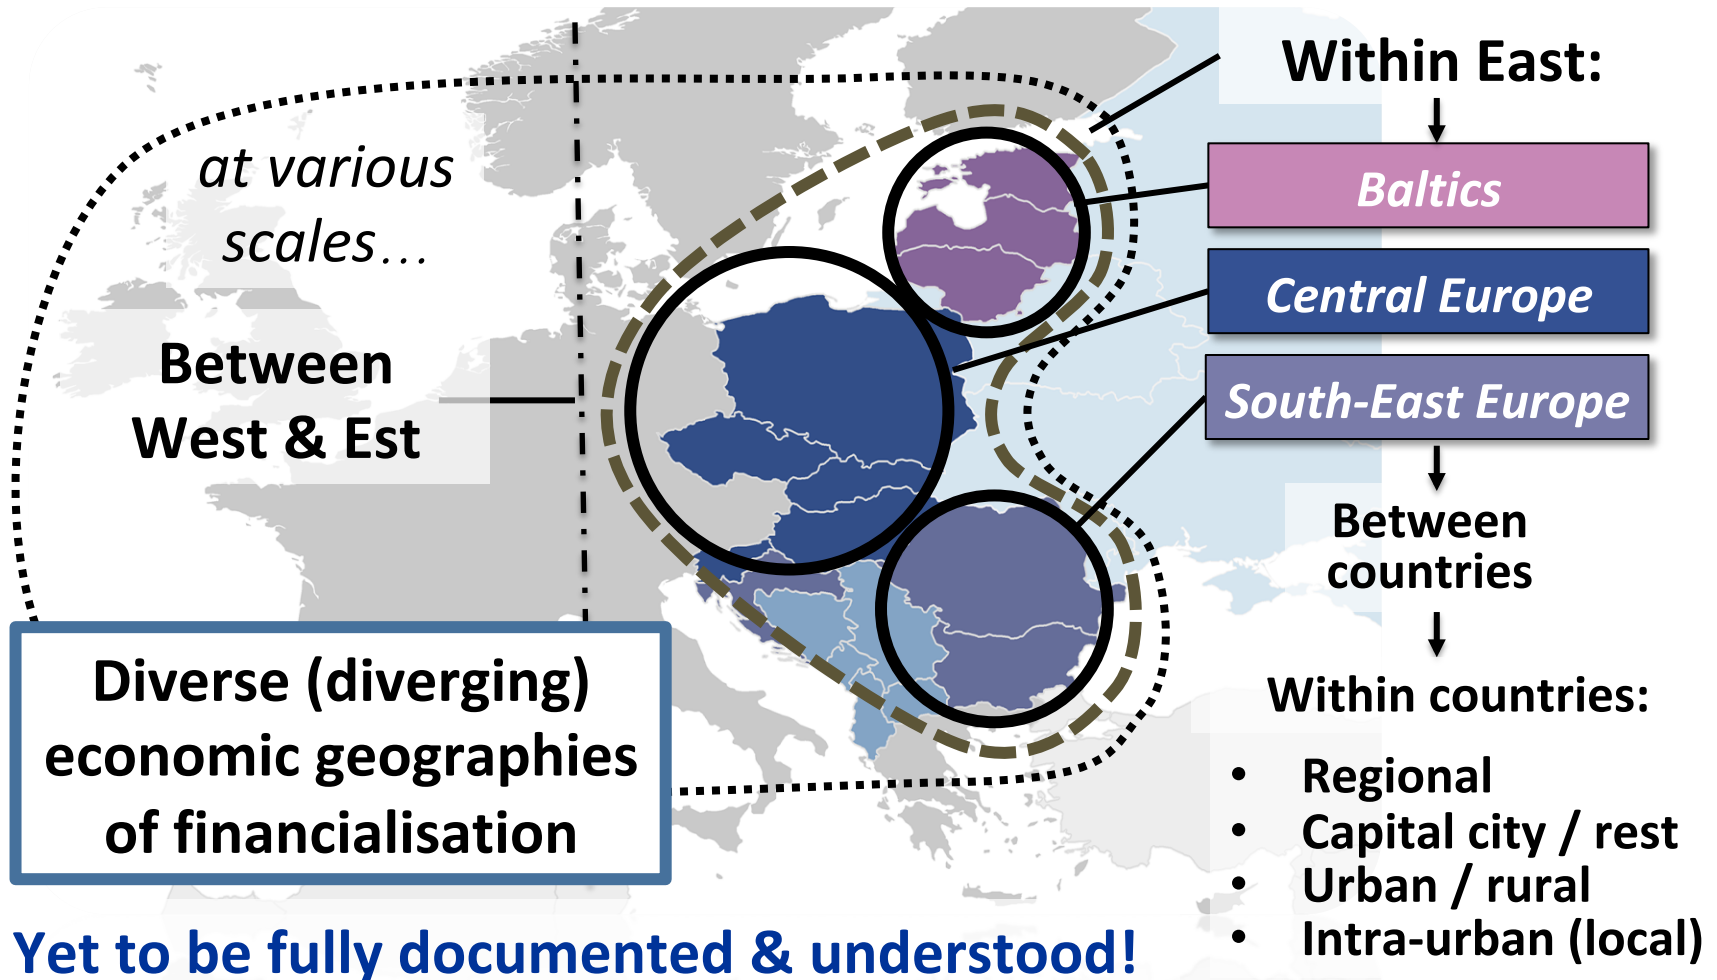 at various
scales…
Between
West & Est
Within East:
Baltics
Central Europe
South-East Europe
Between
countries
Within countries:
• Regional
• Capital city / rest
• Urban / rural
• Intra-urban (local)
Diverse (diverging)
economic geographies
of financialisation
Yet to be fully documented & understood!